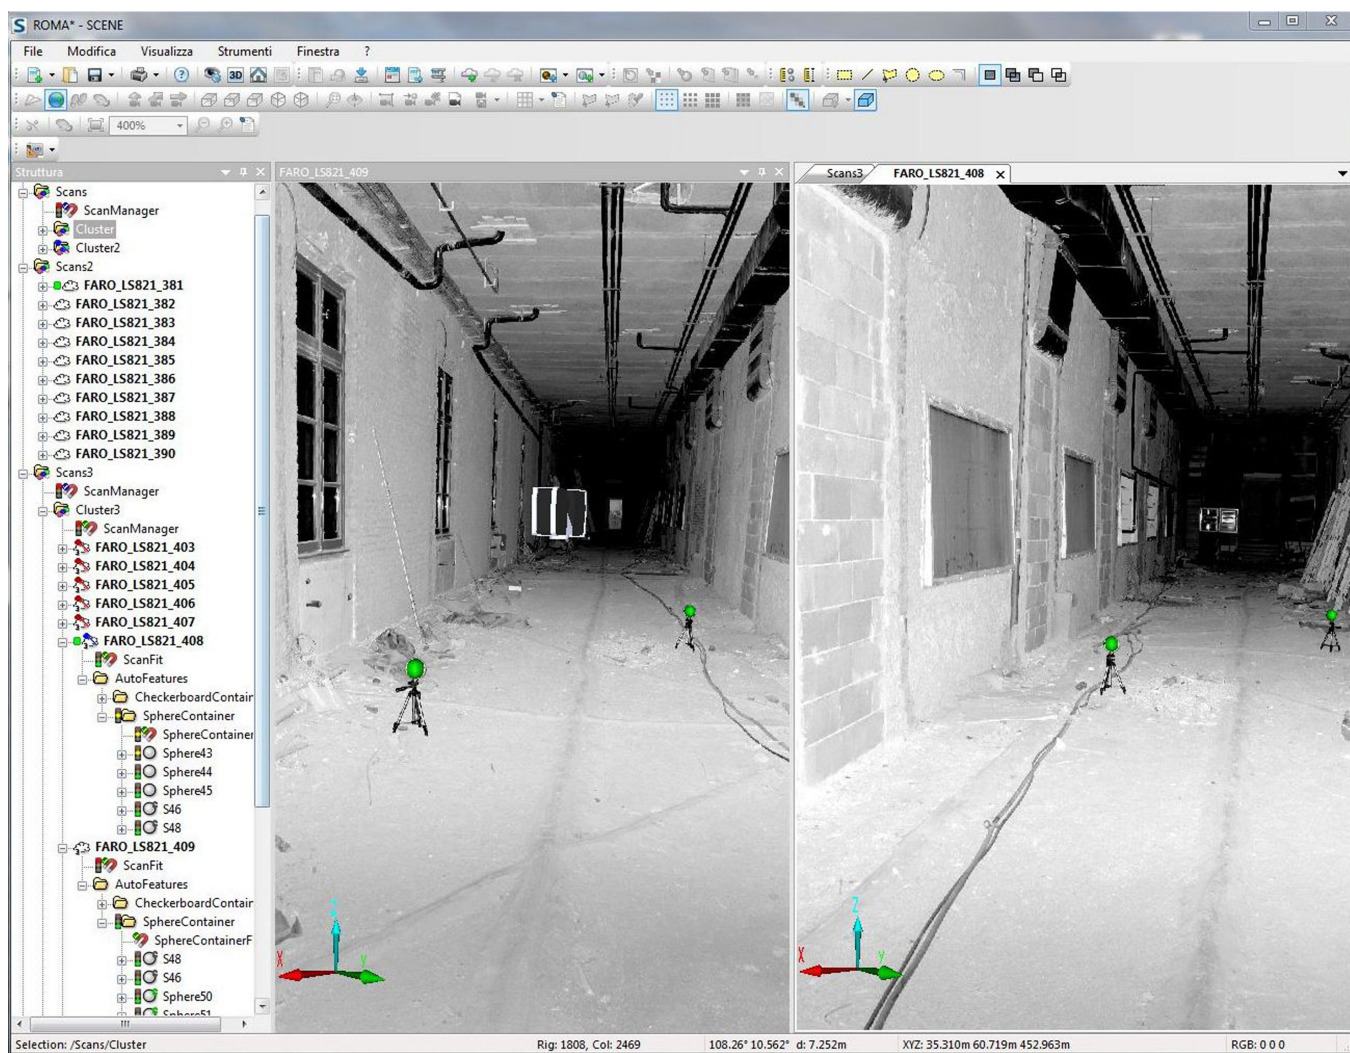 ROMA* - SCENE
File Modifica Visualizza Strumenti Finestra ?
3D
400%
Struttura
FARO_LS821_409
Scans3 FARO_LS821_408
Scans
ScanManager
Cluster
Cluster2
Scans2
FARO_LS821_381
FARO_LS821_382
FARO_LS821_383
FARO_LS821_384
FARO_LS821_385
FARO_LS821_386
FARO_LS821_387
FARO_LS821_388
FARO_LS821_389
FARO_LS821_390
Scans3
ScanManager
Cluster3
ScanManager
FARO_LS821_403
FARO_LS821_404
FARO_LS821_405
FARO_LS821_406
FARO_LS821_407
FARO_LS821_408
ScanFit
AutoFeatures
CheckerboardContair
SphereContainer
SphereContainer
Sphere43
Sphere44
Sphere45
S46
S48
FARO_LS821_409
ScanFit
AutoFeatures
CheckerboardContair
SphereContainer
SphereContainerF
S48
S46
Sphere50
Sphere51
Z
X
Y
Z
X
Y
Selection: /Scans/Cluster Rig: 1808, Col: 2469 108.26° 10.562° d: 7.252m XYZ: 35.310m 60.719m 452.963m RGB: 0 0 0